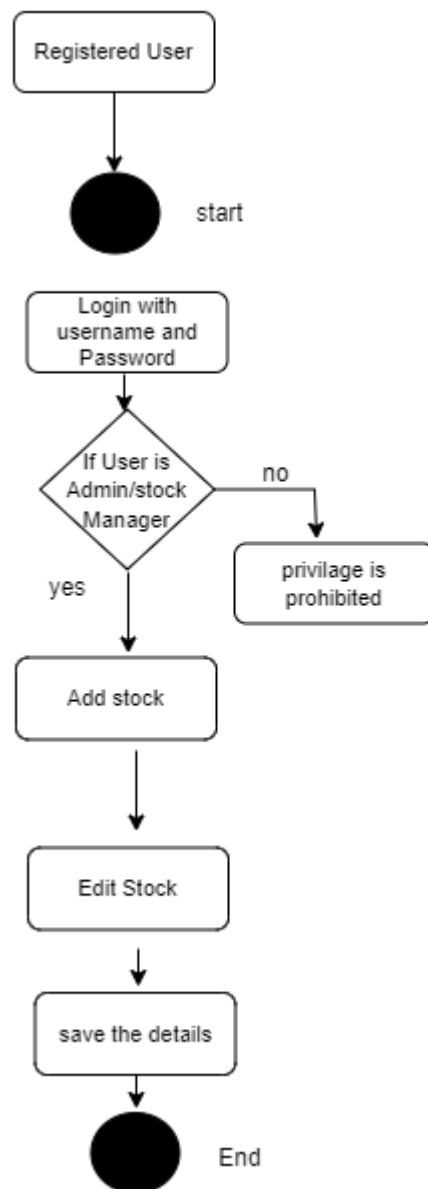 Registered User
start
Login with
username and
Password
If User is
Admin/stock
Manager
no
privilage is
prohibited
yes
Add stock
Edit Stock
save the details
End